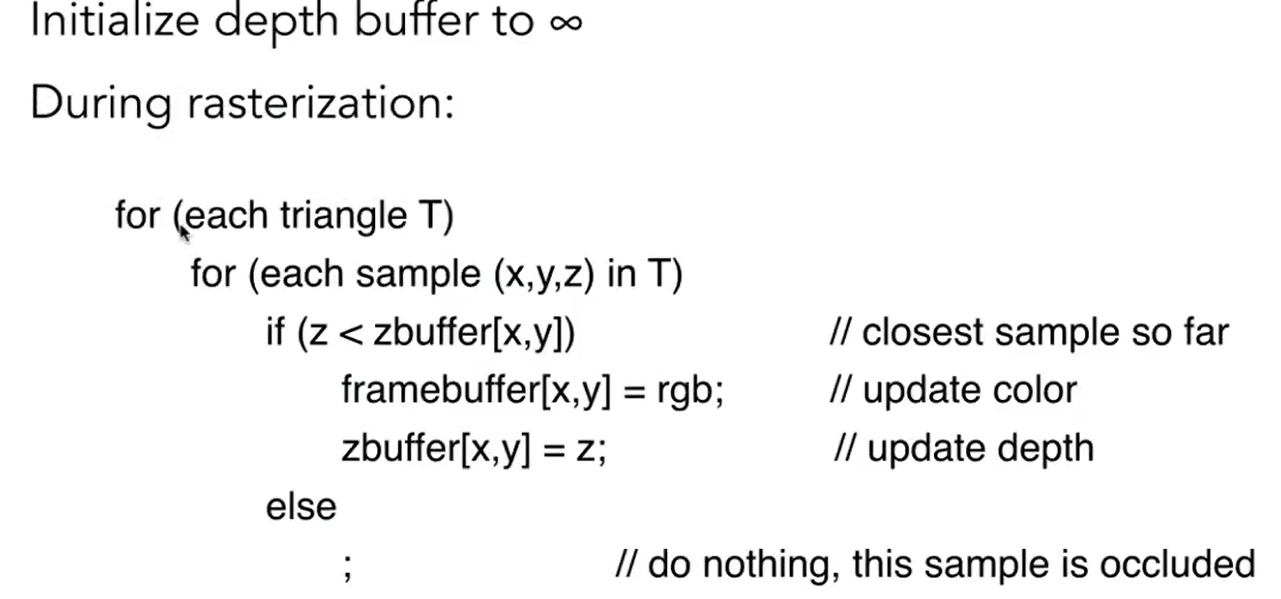 Initialize depth buffer to ∞
During rasterization:
for (each triangle T)
for (each sample (x,y,z) in T)
if (z < zbuffer[x,y]) // closest sample so far
framebuffer[x,y] = rgb; // update color
zbuffer[x,y] = z; // update depth
else
; // do nothing, this sample is occluded